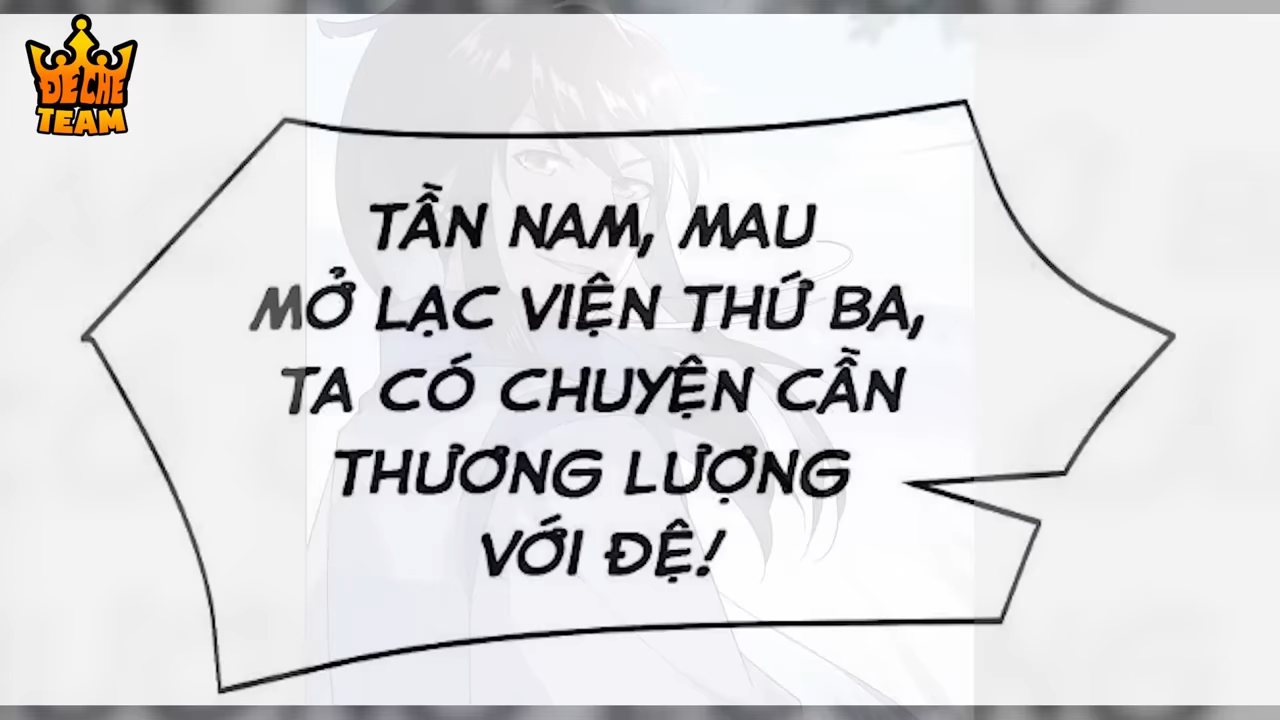 ĐẾ CHẾ
TEAM
TẦN NAM, MAU
MỞ LẠC VIỆN THỨ BA,
TA CÓ CHUYỆN CẦN
THƯƠNG LƯỢNG
VỚI ĐỆ!